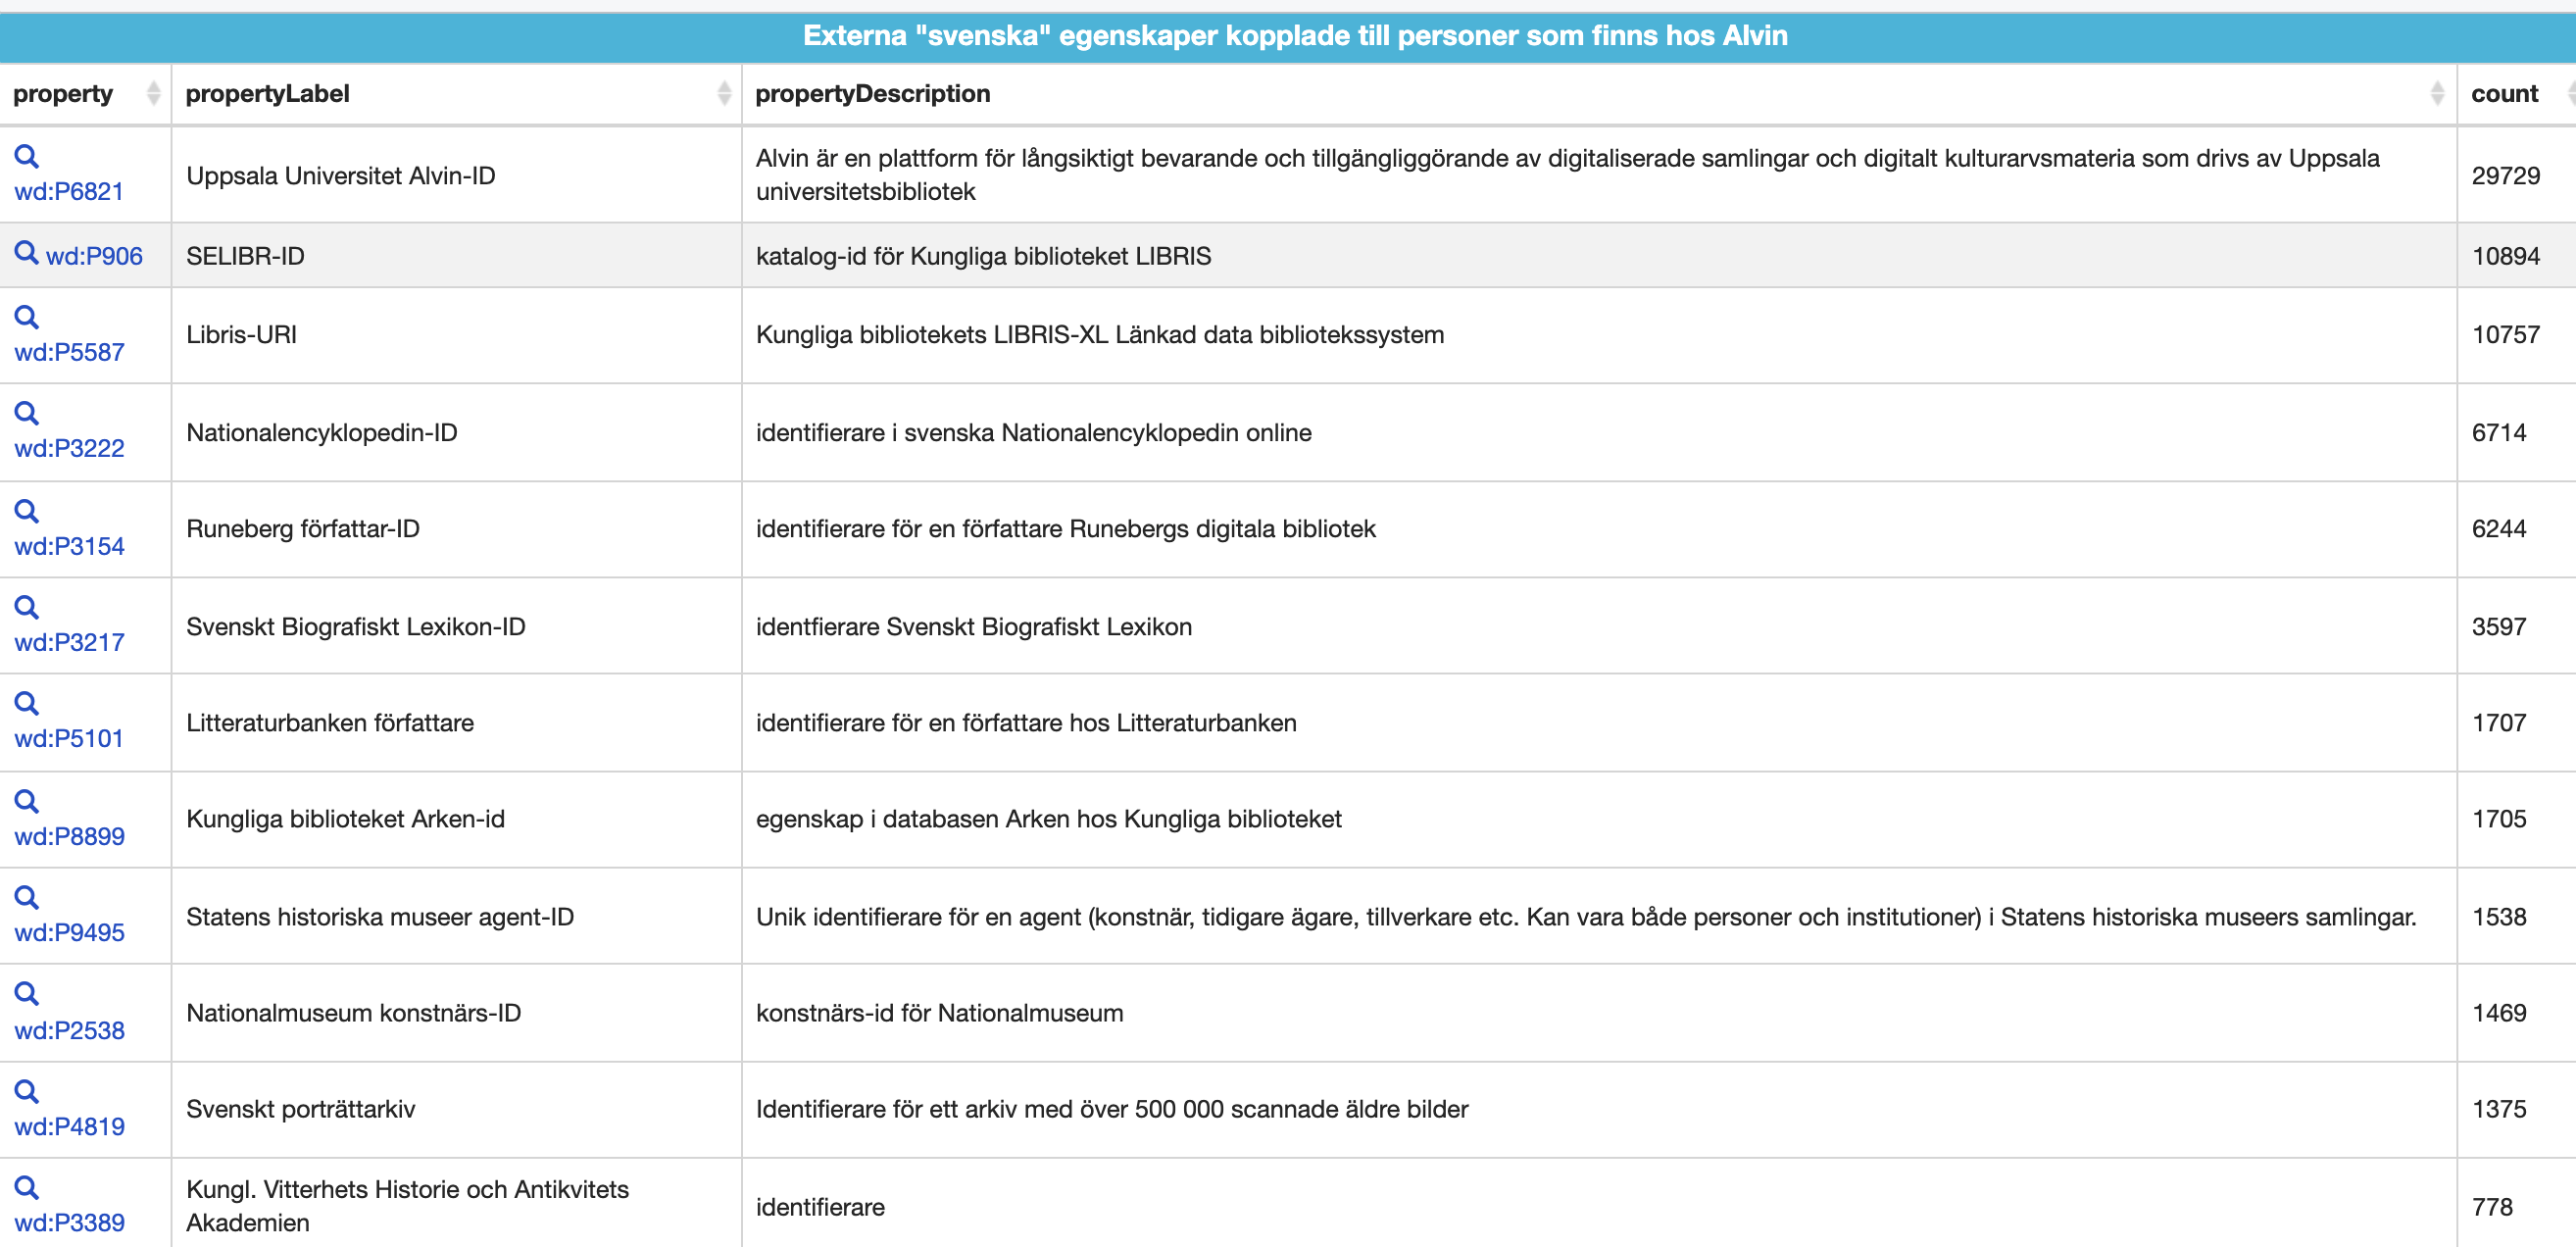 Externa "svenska" egenskaper kopplade till personer som finns hos Alvin
property propertyLabel propertyDescription count
wd:P6821 Uppsala Universitet Alvin-ID Alvin är en plattform för långsiktigt bevarande och tillgängliggörande av digitaliserade samlingar och digitalt kulturarvsmateria som drivs av Uppsala
universitetsbibliotek 29729
wd:P906 SELIBR-ID katalog-id för Kungliga biblioteket LIBRIS 10894
wd:P5587 Libris-URI Kungliga bibliotekets LIBRIS-XL Länkad data bibliotekssystem 10757
wd:P3222 Nationalencyklopedin-ID identifierare i svenska Nationalencyklopedin online 6714
wd:P3154 Runeberg författar-ID identifierare för en författare Runebergs digitala bibliotek 6244
wd:P3217 Svenskt Biografiskt Lexikon-ID identfierare Svenskt Biografiskt Lexikon 3597
wd:P5101 Litteraturbanken författare identifierare för en författare hos Litteraturbanken 1707
wd:P8899 Kungliga biblioteket Arken-id egenskap i databasen Arken hos Kungliga biblioteket 1705
wd:P9495 Statens historiska museer agent-ID Unik identifierare för en agent (konstnär, tidigare ägare, tillverkare etc. Kan vara både personer och institutioner) i Statens historiska museers samlingar. 1538
wd:P2538 Nationalmuseum konstnärs-ID konstnärs-id för Nationalmuseum 1469
wd:P4819 Svenskt porträttarkiv Identifierare för ett arkiv med över 500 000 scannade äldre bilder 1375
wd:P3389 Kungl. Vitterhets Historie och Antikvitets
Akademien identifierare 778